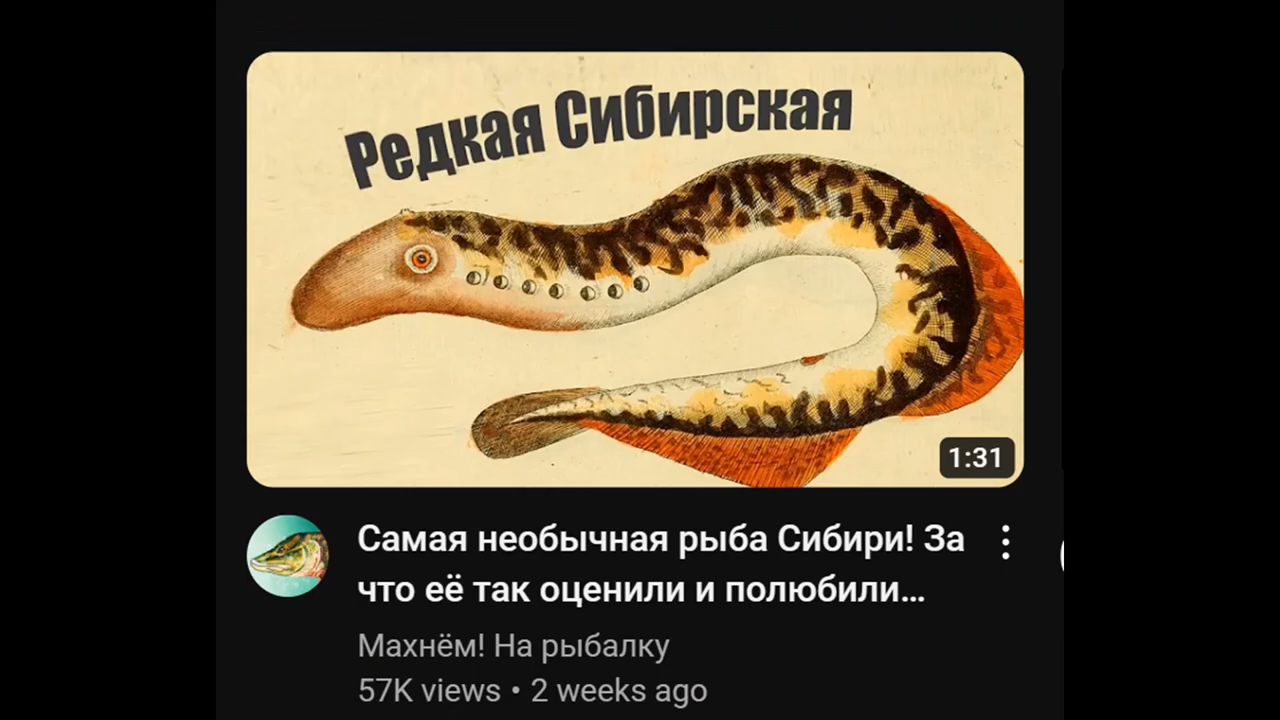 Редкая Сибирская
1:31
Самая необычная рыба Сибири! За
что её так оценили и полюбили...
Махнём! На рыбалку
57K views • 2 weeks ago